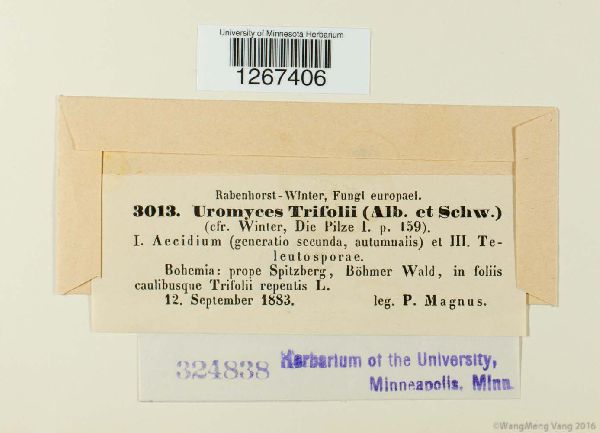 University of Minnesota Herbarium
1267406
Rabenhorst-Winter, Fungi europaei.
3013. Uromyces Trifolii (Alb. et Schw.)
(cfr. Winter, Die Pilze I. p. 159).
I. Aecidium (generatio secunda, autumnalis) et III. Te-
leutosporae.
Bohemia: prope Spitzberg, Böhmer Wald, in foliis
caulibusque Trifolii repentis L.
12. September 1883. leg. P. Magnus.
324838 Herbarium of the University,
Minneapolis, Minn.
©WangMeng Vang 2016